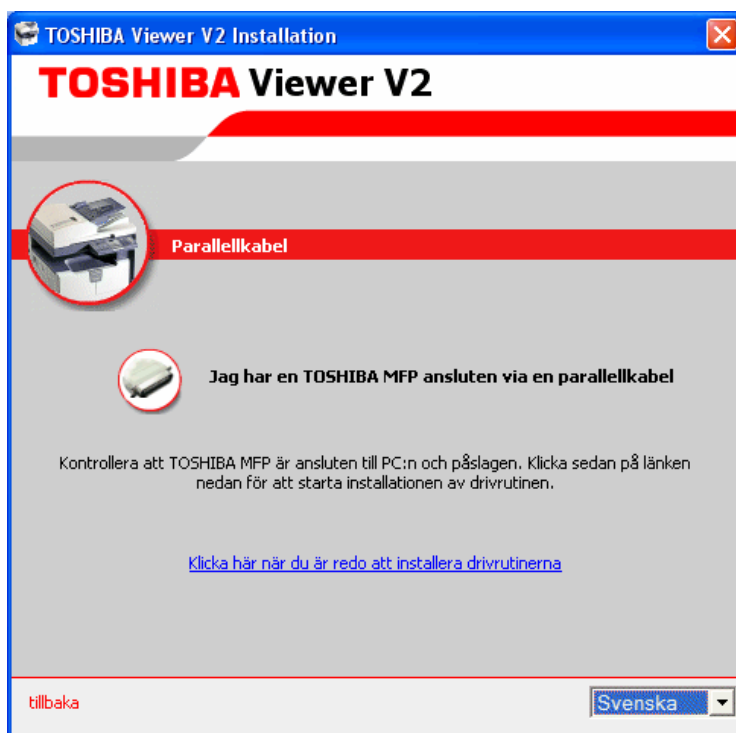 TOSHIBA Viewer V2 Installation
TOSHIBA Viewer V2
Parallellkabel
Jag har en TOSHIBA MFP ansluten via en parallellkabel
Kontrollera att TOSHIBA MFP är ansluten till PC:n och påslagen. Klicka sedan på länken
nedan för att starta installationen av drivrutinen.
Klicka här när du är redo att installera drivrutinerna
tillbaka
Svenska